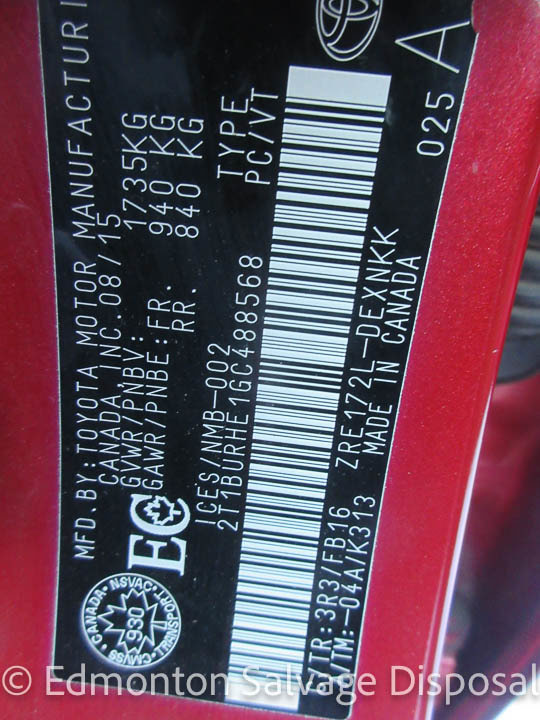 MFD.BY:TOYOTA MOTOR MANUFACTURI
CANADA, INC.08/15
GVWR/PNBV: 1735KG
GAWR/PNBE:FR. 940 KG
RR. 840 KG
ICES/NMB-002
2T1BURHE1GC488568
TYPE
PC/VT
/TR:3R3/FB16 ZRE172L-DEXNKK
/TM:-04A/K313 MADE IN CANADA
025 A
EC
CANADA
930
NSVAC
TRANSPORT
CMVSS
© Edmonton Salvage Disposal